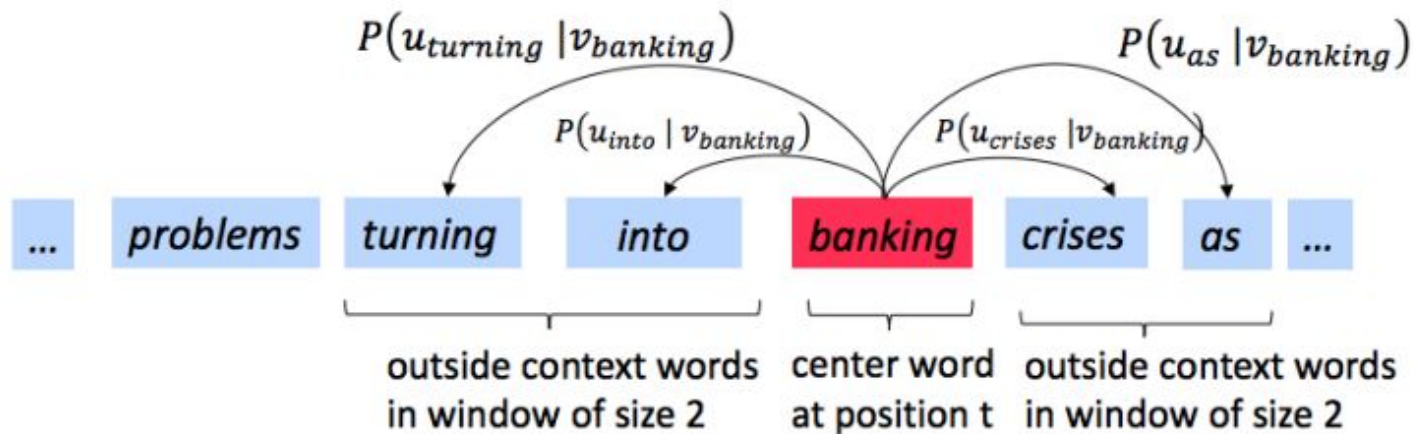 P(u_turning | v_banking) P(u_as | v_banking)
P(u_into | v_banking) P(u_crises | v_banking)
... problems turning into banking crises as ...
outside context words center word outside context words
in window of size 2 at position t in window of size 2